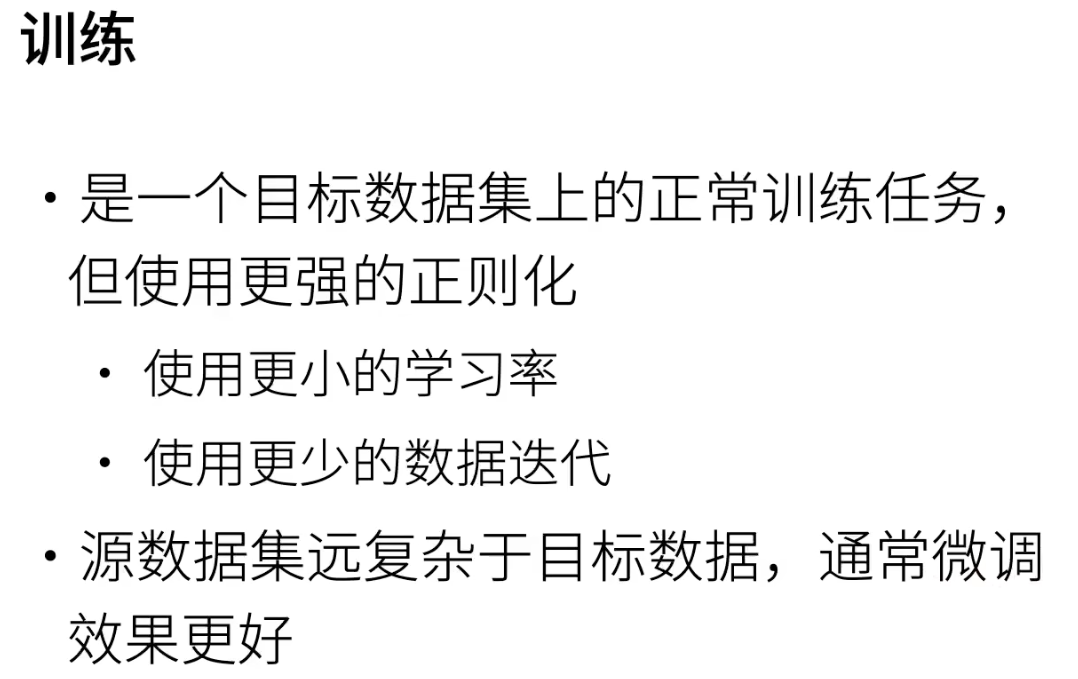 训练
• 是一个目标数据集上的正常训练任务，
但使用更强的正则化
• 使用更小的学习率
• 使用更少的数据迭代
• 源数据集远复杂于目标数据，通常微调
效果更好